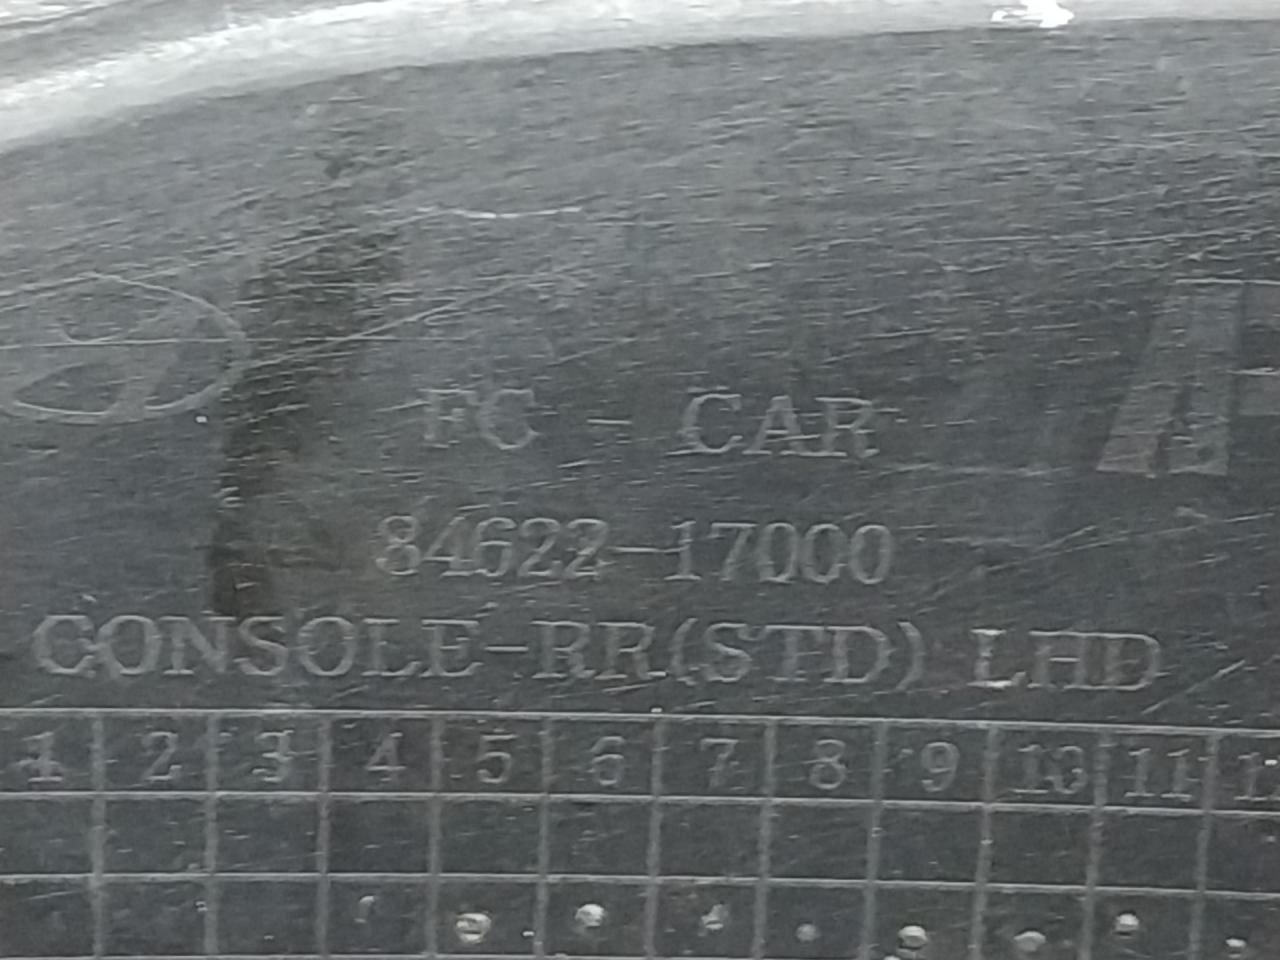 FC - CAR
84622-17000
CONSOLE-RR(STD) LHD
1 2 3 4 5 6 7 8 9 10 11